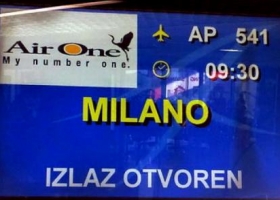 Air One
My number one.
AP 541
09:30
MILANO
IZLAZ OTVOREN